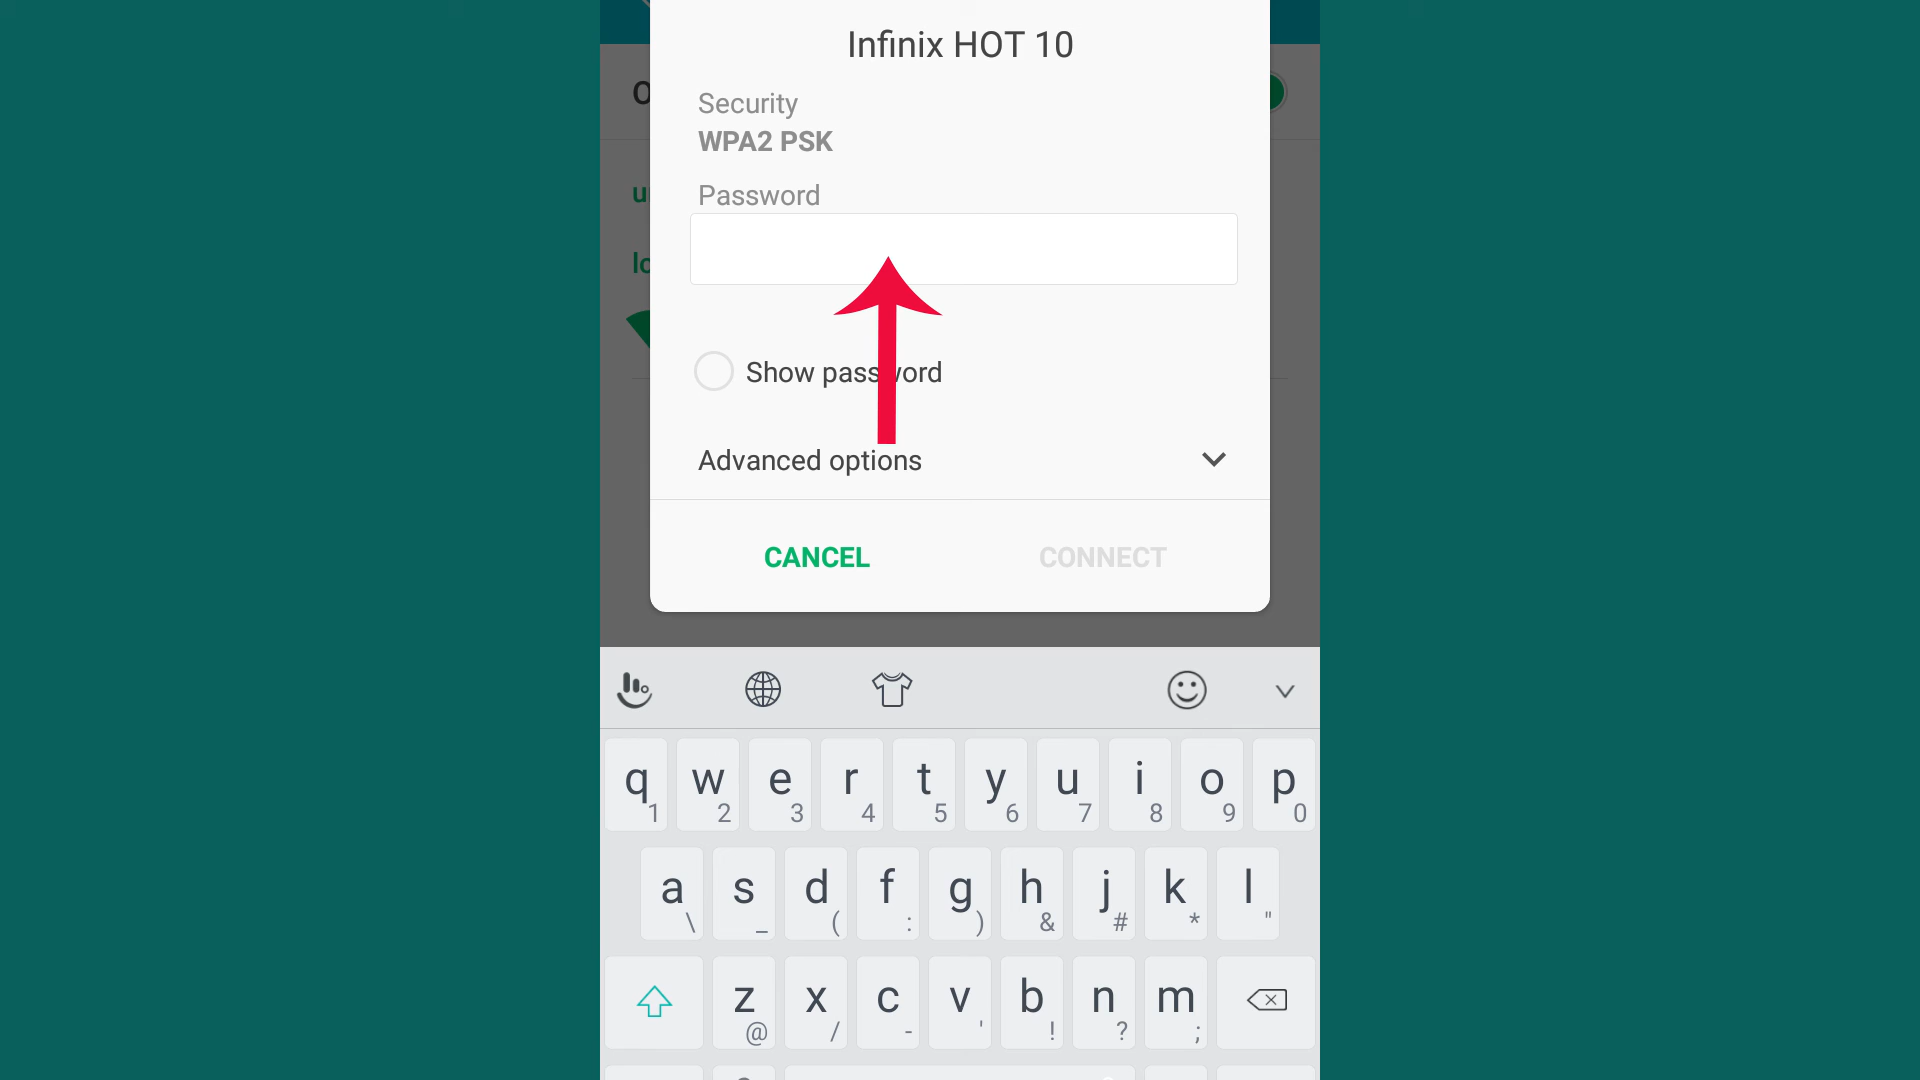 Infinix HOT 10
Security
WPA2 PSK
Password
Show password
Advanced options
CANCEL CONNECT
q w e r t y u i o p
1 2 3 4 5 6 7 8 9 0
a s d f g h j k l
\ _ ( : ) & # * "
z x c v b n m
@ / - ' ! ? ;